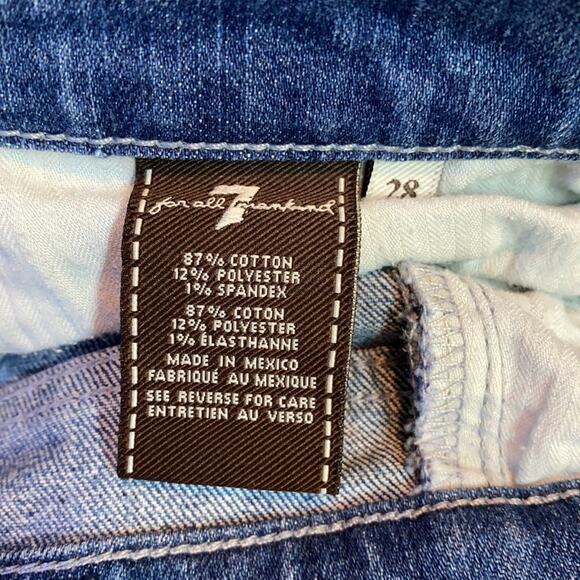 7
for all mankind
28
87% COTTON
12% POLYESTER
1% SPANDEX
87% COTON
12% POLYESTER
1% ÉLASTHANNE
MADE IN MEXICO
FABRIQUÉ AU MEXIQUE
SEE REVERSE FOR CARE
ENTRETIEN AU VERSO